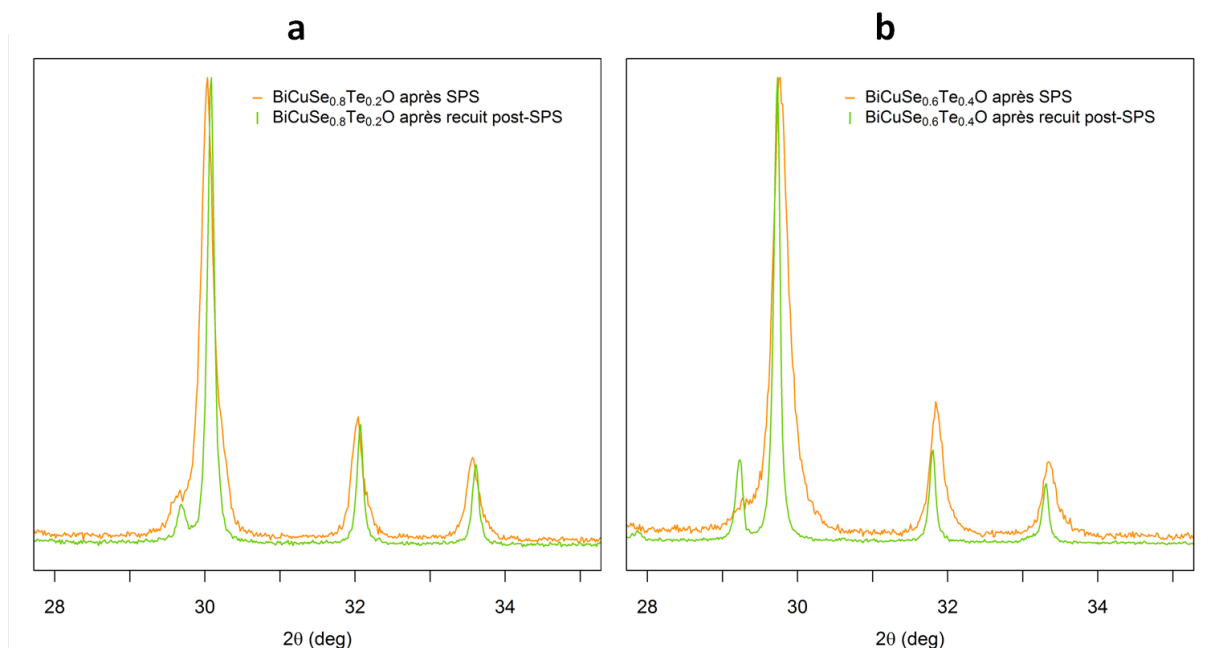 a
BiCuSe0.8Te0.2O après SPS
BiCuSe0.8Te0.2O après recuit post-SPS
28 30 32 34
2θ (deg)
b
BiCuSe0.6Te0.4O après SPS
BiCuSe0.6Te0.4O après recuit post-SPS
28 30 32 34
2θ (deg)